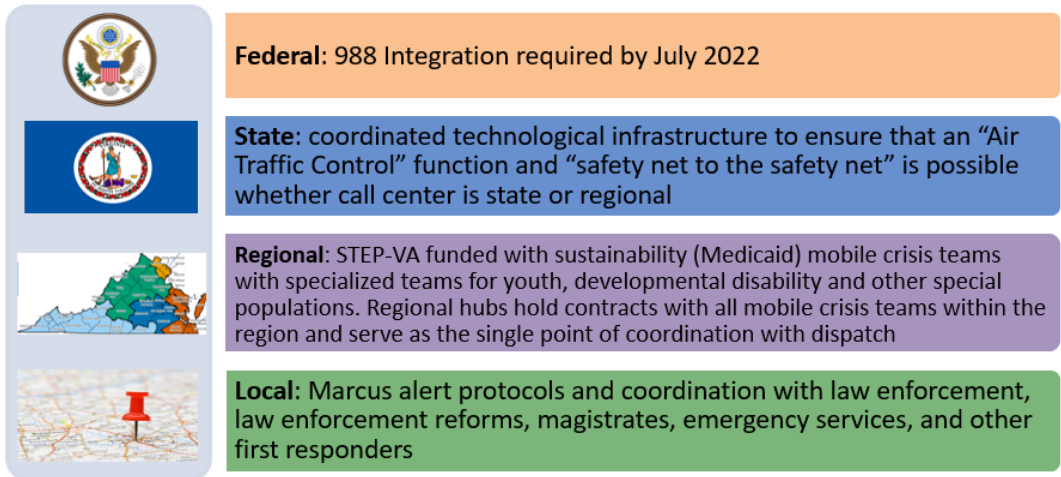 Federal: 988 Integration required by July 2022
State: coordinated technological infrastructure to ensure that an “Air
Traffic Control” function and “safety net to the safety net” is possible
whether call center is state or regional
Regional: STEP-VA funded with sustainability (Medicaid) mobile crisis teams
with specialized teams for youth, developmental disability and other special
populations. Regional hubs hold contracts with all mobile crisis teams within the
region and serve as the single point of coordination with dispatch
Local: Marcus alert protocols and coordination with law enforcement,
law enforcement reforms, magistrates, emergency services, and other
first responders